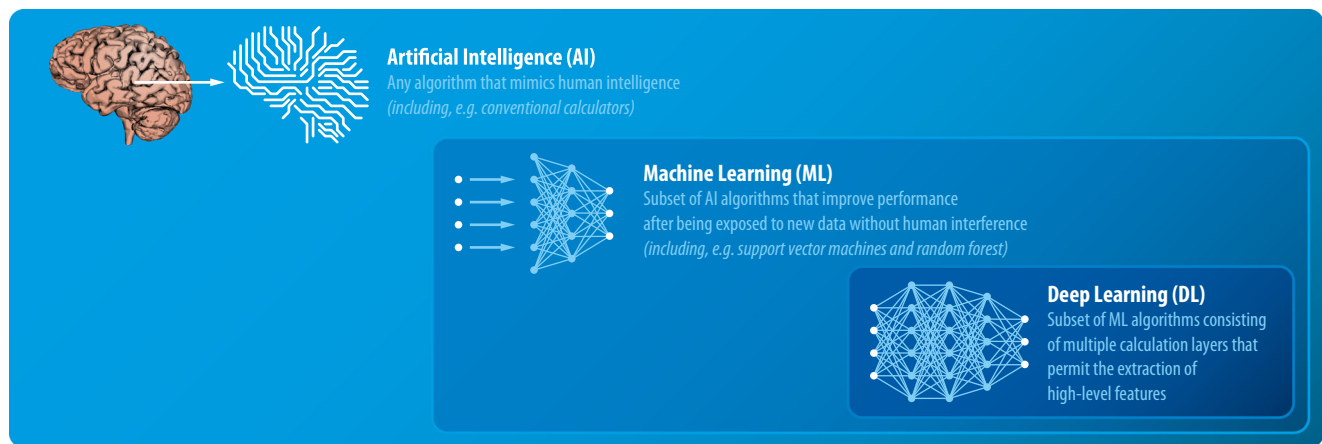 Artificial Intelligence (AI)
Any algorithm that mimics human intelligence
(including, e.g. conventional calculators)
Machine Learning (ML)
Subset of AI algorithms that improve performance
after being exposed to new data without human interference
(including, e.g. support vector machines and random forest)
Deep Learning (DL)
Subset of ML algorithms consisting
of multiple calculation layers that
permit the extraction of
high-level features